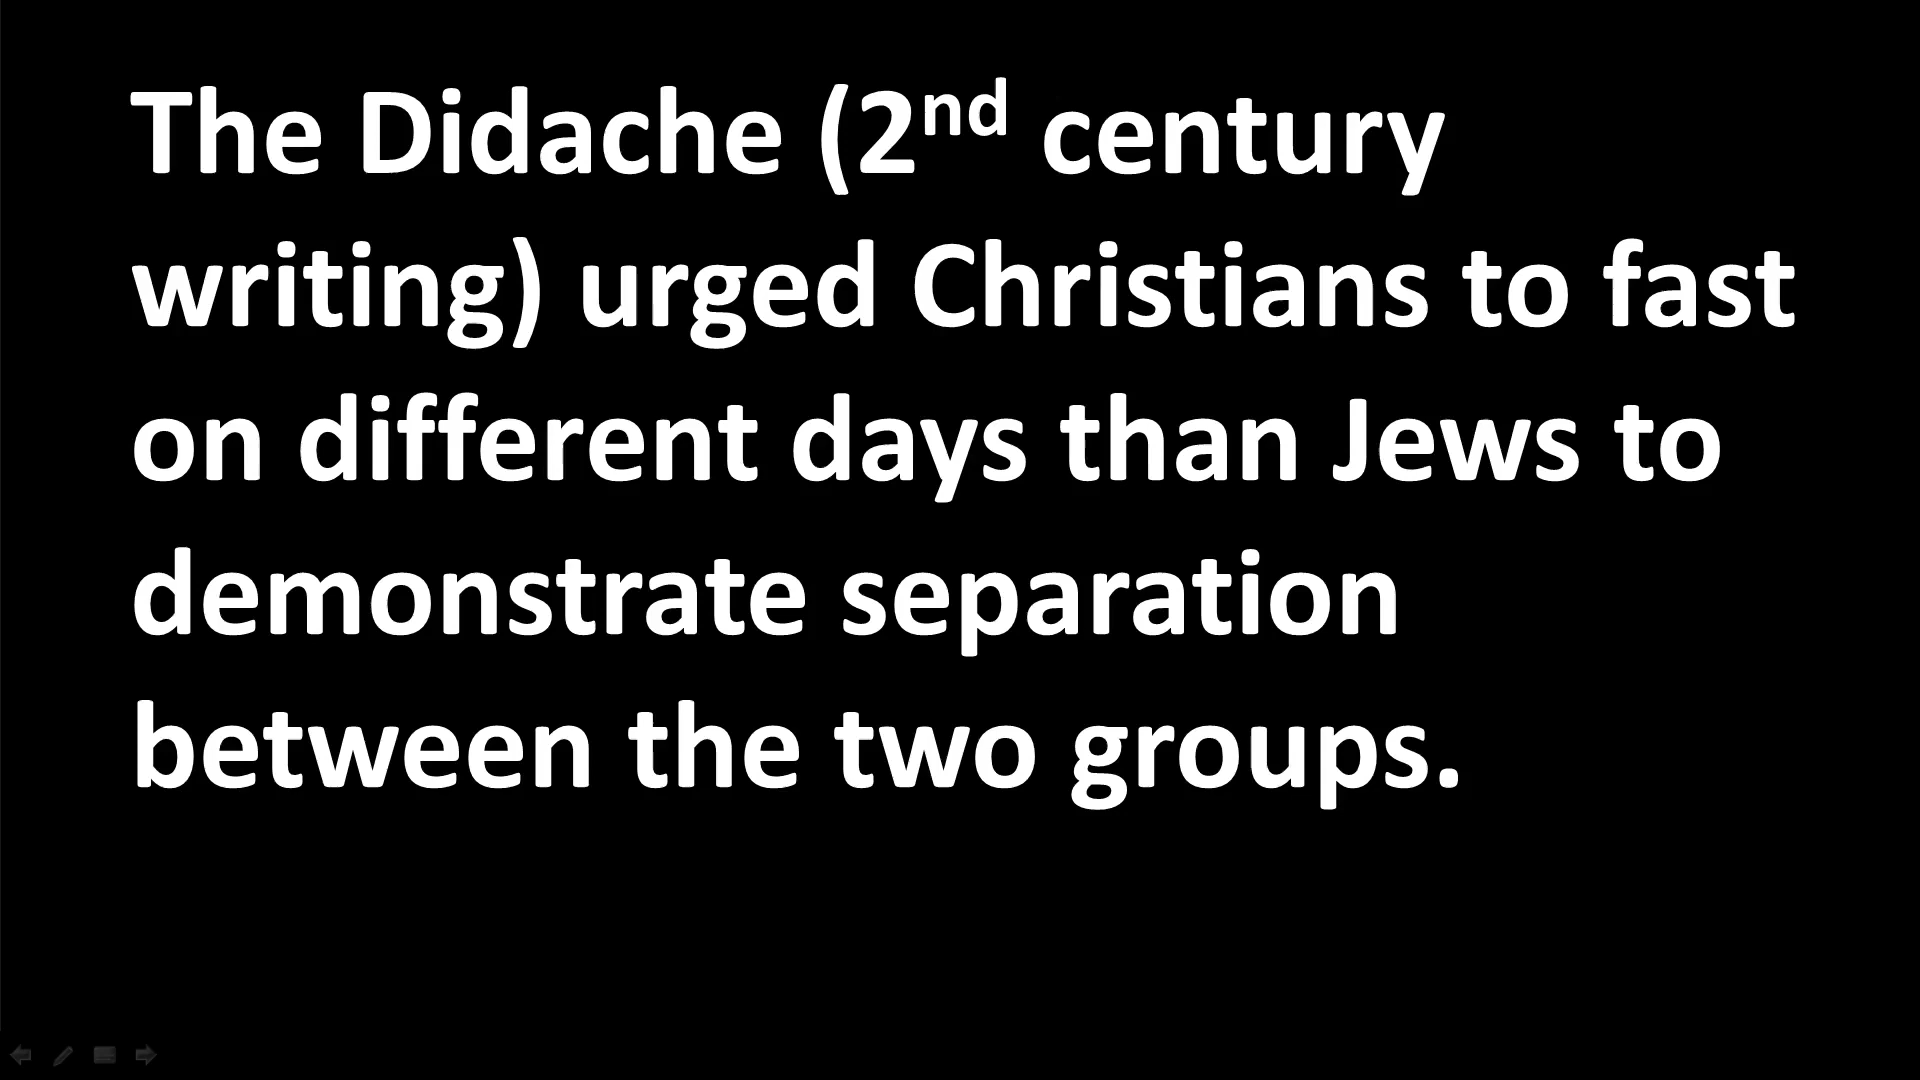 The Didache (2nd century
writing) urged Christians to fast
on different days than Jews to
demonstrate separation
between the two groups.